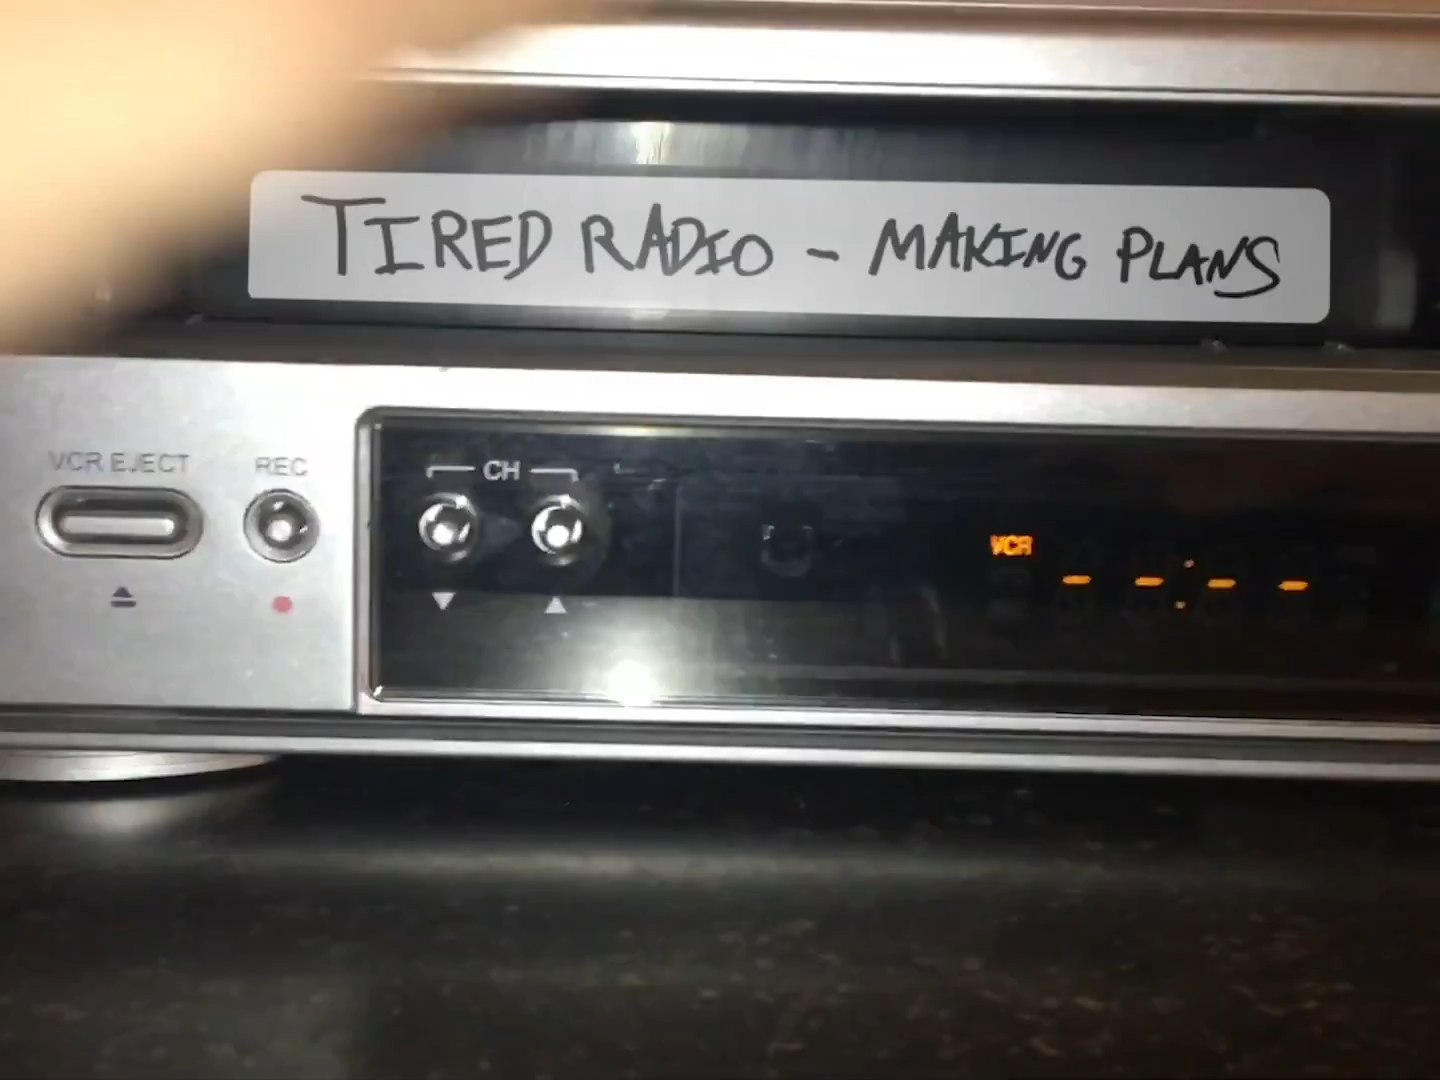 TIRED RADIO - MAKING PLANS
VCR EJECT
REC
CH
VCR
--:--